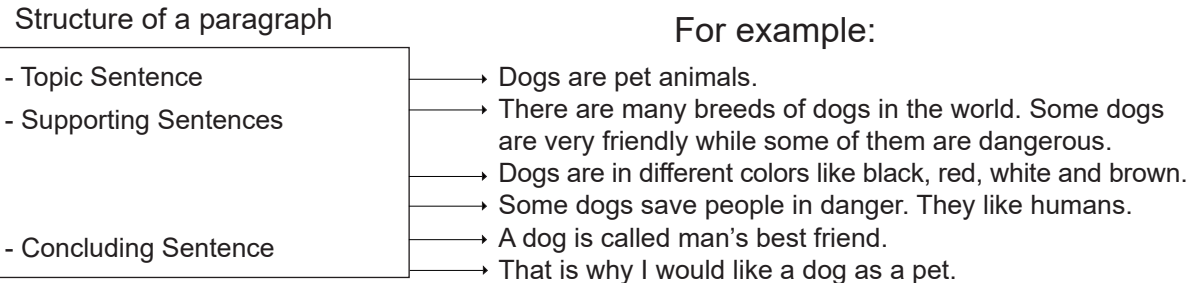 Structure of a paragraph
- Topic Sentence
- Supporting Sentences
- Concluding Sentence
For example:
Dogs are pet animals.
There are many breeds of dogs in the world. Some dogs
are very friendly while some of them are dangerous.
Dogs are in different colors like black, red, white and brown.
Some dogs save people in danger. They like humans.
A dog is called man’s best friend.
That is why I would like a dog as a pet.